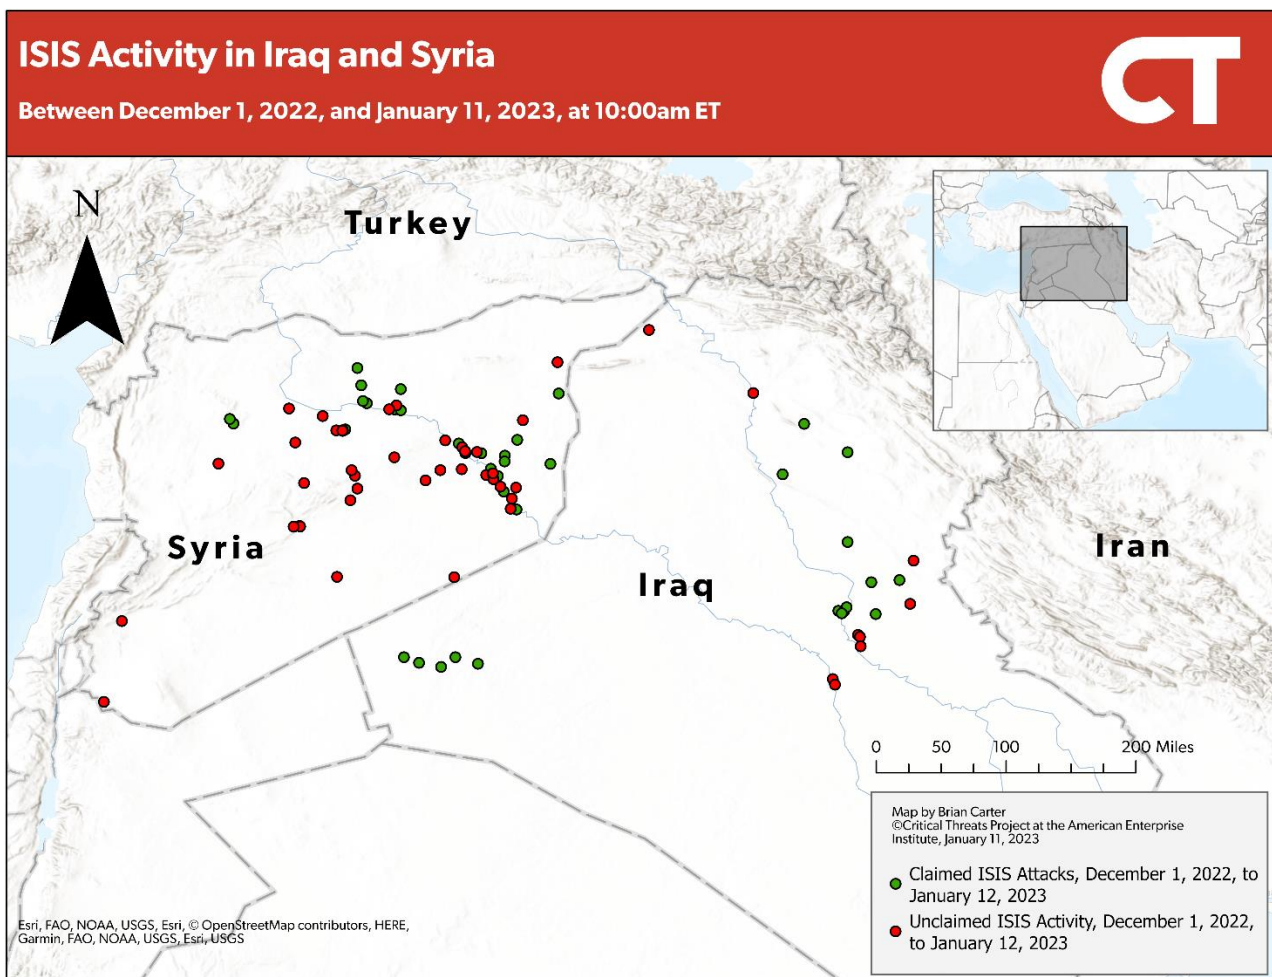 ISIS Activity in Iraq and Syria
Between December 1, 2022, and January 11, 2023, at 10:00am ET
CT
N
Turkey
Syria
Iraq
Iran
0 50 100 200 Miles
Map by Brian Carter
©Critical Threats Project at the American Enterprise
Institute, January 11, 2023
Claimed ISIS Attacks, December 1, 2022, to
January 12, 2023
Unclaimed ISIS Activity, December 1, 2022,
to January 12, 2023
Esri, FAO, NOAA, USGS, Esri, © OpenStreetMap contributors, HERE,
Garmin, FAO, NOAA, USGS, Esri, USGS